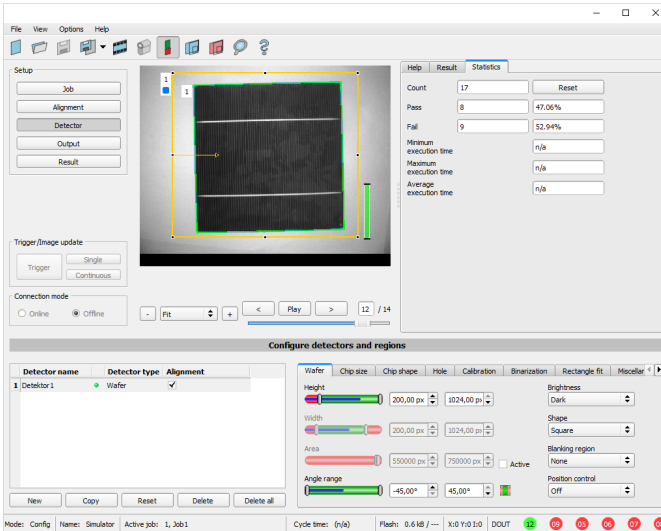 File View Options Help
Setup
Job
Alignment
Detector
Output
Result
Trigger/Image update
Trigger
Single
Continuous
Connection mode
Online Offline
1
1
- Fit + < Play > 12 / 14
Help Result Statistics
Count 17 Reset
Pass 8 47.06%
Fail 9 52.94%
Minimum
execution time n/a
Maximum
execution time n/a
Average
execution time n/a
Configure detectors and regions
Detector name Detector type Alignment
1 Detektor1 Wafer
New Copy Reset Delete Delete all
Wafer Chip size Chip shape Hole Calibration Binarization Rectangle fit Miscellar
Height
200,00 px 1024,00 px
Width
200,00 px 1024,00 px
Area
550000 px 750000 px Active
Angle range
-45,00° 45,00°
Brightness
Dark
Shape
Square
Blanking region
None
Position control
Off
Mode: Config Name: Simulator Active job: 1, Job1 Cycle time: (n/a) Flash: 0.6 kB / --- X:0 Y:0 I:0 DOUT 12 09 05 06 07 08